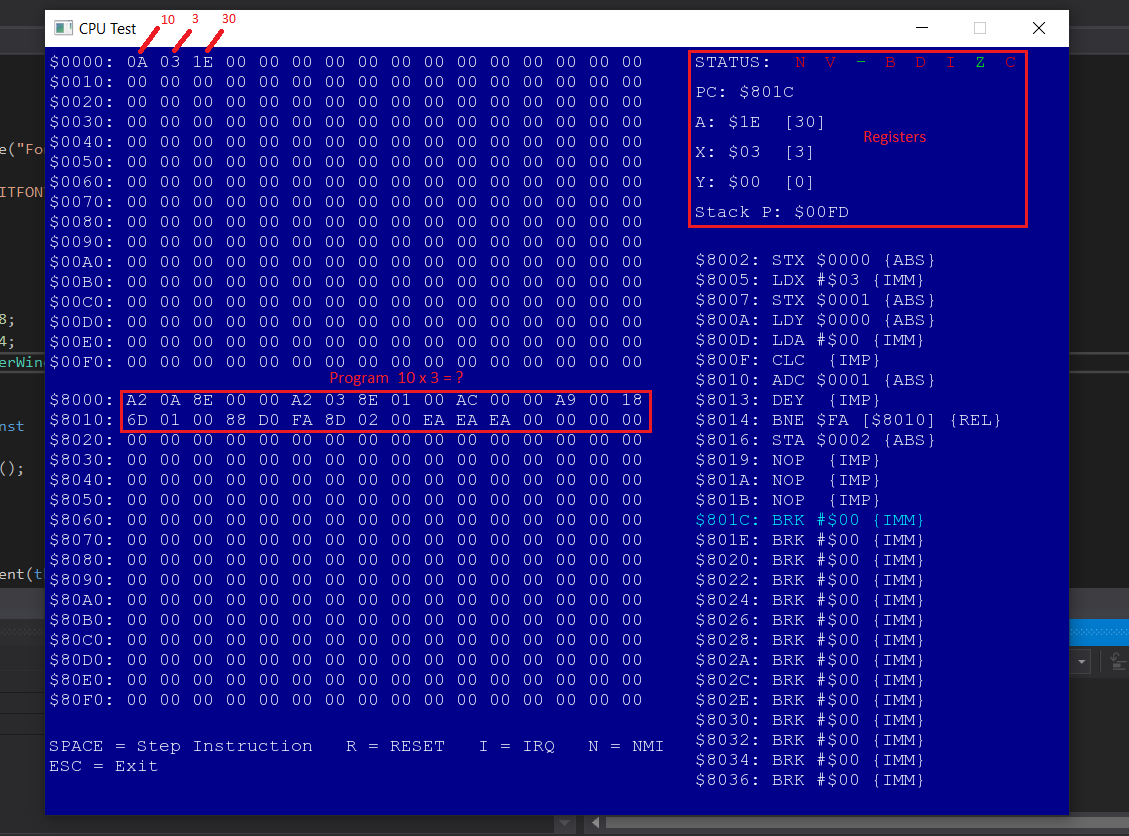 10 3 30
CPU Test
$0000: 0A 03 1E 00 00 00 00 00 00 00 00 00 00 00 00 00
$0010: 00 00 00 00 00 00 00 00 00 00 00 00 00 00 00 00
$0020: 00 00 00 00 00 00 00 00 00 00 00 00 00 00 00 00
$0030: 00 00 00 00 00 00 00 00 00 00 00 00 00 00 00 00
$0040: 00 00 00 00 00 00 00 00 00 00 00 00 00 00 00 00
$0050: 00 00 00 00 00 00 00 00 00 00 00 00 00 00 00 00
$0060: 00 00 00 00 00 00 00 00 00 00 00 00 00 00 00 00
$0070: 00 00 00 00 00 00 00 00 00 00 00 00 00 00 00 00
$0080: 00 00 00 00 00 00 00 00 00 00 00 00 00 00 00 00
$0090: 00 00 00 00 00 00 00 00 00 00 00 00 00 00 00 00
$00A0: 00 00 00 00 00 00 00 00 00 00 00 00 00 00 00 00
$00B0: 00 00 00 00 00 00 00 00 00 00 00 00 00 00 00 00
$00C0: 00 00 00 00 00 00 00 00 00 00 00 00 00 00 00 00
$00D0: 00 00 00 00 00 00 00 00 00 00 00 00 00 00 00 00
$00E0: 00 00 00 00 00 00 00 00 00 00 00 00 00 00 00 00
$00F0: 00 00 00 00 00 00 00 00 00 00 00 00 00 00 00 00
Program 10 x 3 = ?
$8000: A2 0A 8E 00 00 A2 03 8E 01 00 AC 00 00 A9 00 18
$8010: 6D 01 00 88 D0 FA 8D 02 00 EA EA EA 00 00 00 00
$8020: 00 00 00 00 00 00 00 00 00 00 00 00 00 00 00 00
$8030: 00 00 00 00 00 00 00 00 00 00 00 00 00 00 00 00
$8040: 00 00 00 00 00 00 00 00 00 00 00 00 00 00 00 00
$8050: 00 00 00 00 00 00 00 00 00 00 00 00 00 00 00 00
$8060: 00 00 00 00 00 00 00 00 00 00 00 00 00 00 00 00
$8070: 00 00 00 00 00 00 00 00 00 00 00 00 00 00 00 00
$8080: 00 00 00 00 00 00 00 00 00 00 00 00 00 00 00 00
$8090: 00 00 00 00 00 00 00 00 00 00 00 00 00 00 00 00
$80A0: 00 00 00 00 00 00 00 00 00 00 00 00 00 00 00 00
$80B0: 00 00 00 00 00 00 00 00 00 00 00 00 00 00 00 00
$80C0: 00 00 00 00 00 00 00 00 00 00 00 00 00 00 00 00
$80D0: 00 00 00 00 00 00 00 00 00 00 00 00 00 00 00 00
$80E0: 00 00 00 00 00 00 00 00 00 00 00 00 00 00 00 00
$80F0: 00 00 00 00 00 00 00 00 00 00 00 00 00 00 00 00
SPACE = Step Instruction R = RESET I = IRQ N = NMI
ESC = Exit
STATUS: N V - B D I Z C
PC: $801C
A: $1E [30]
Registers
X: $03 [3]
Y: $00 [0]
Stack P: $00FD
$8002: STX $0000 {ABS}
$8005: LDX #$03 {IMM}
$8007: STX $0001 {ABS}
$800A: LDY $0000 {ABS}
$800D: LDA #$00 {IMM}
$800F: CLC {IMP}
$8010: ADC $0001 {ABS}
$8013: DEY {IMP}
$8014: BNE $FA [$8010] {REL}
$8016: STA $0002 {ABS}
$8019: NOP {IMP}
$801A: NOP {IMP}
$801B: NOP {IMP}
$801C: BRK #$00 {IMM}
$801E: BRK #$00 {IMM}
$8020: BRK #$00 {IMM}
$8022: BRK #$00 {IMM}
$8024: BRK #$00 {IMM}
$8026: BRK #$00 {IMM}
$8028: BRK #$00 {IMM}
$802A: BRK #$00 {IMM}
$802C: BRK #$00 {IMM}
$802E: BRK #$00 {IMM}
$8030: BRK #$00 {IMM}
$8032: BRK #$00 {IMM}
$8034: BRK #$00 {IMM}
$8036: BRK #$00 {IMM}
e("Fo
ITFON
8;
4;
erWin
nst
();
ent(t